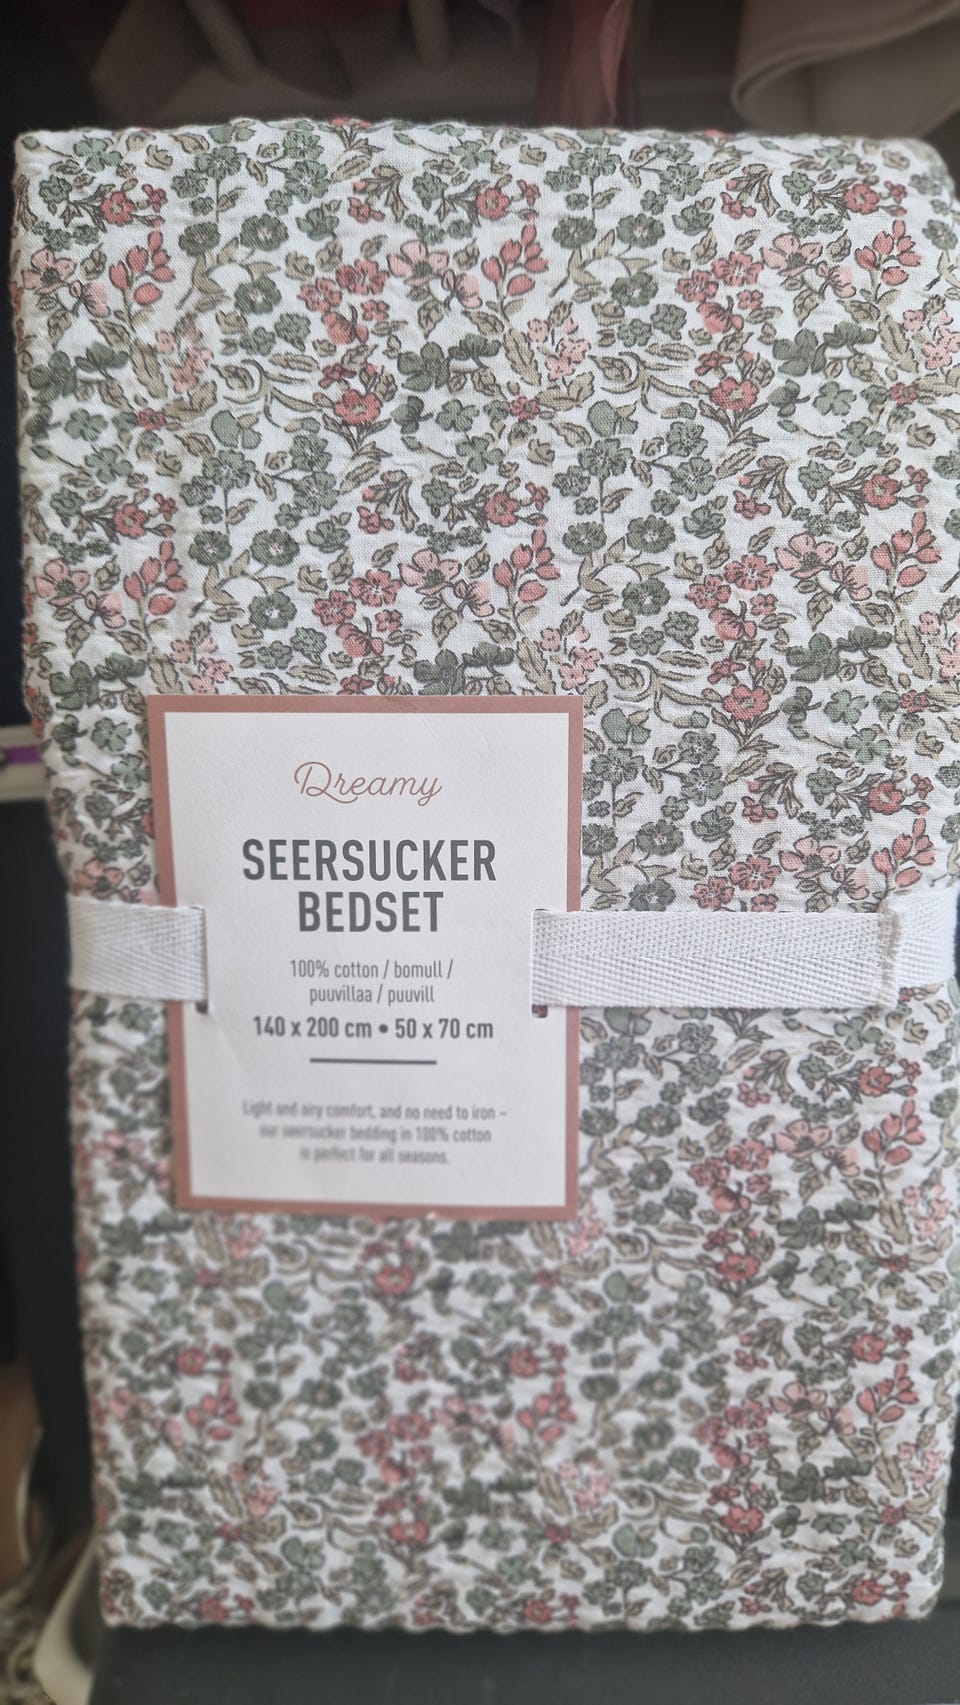 Dreamy
SEERSUCKER
BEDSET
100% cotton / bomull /
puuvillaa / puuvill
140 x 200 cm • 50 x 70 cm
Light and airy comfort, and no need to iron –
our seersucker bedding in 100% cotton
is perfect for all seasons.